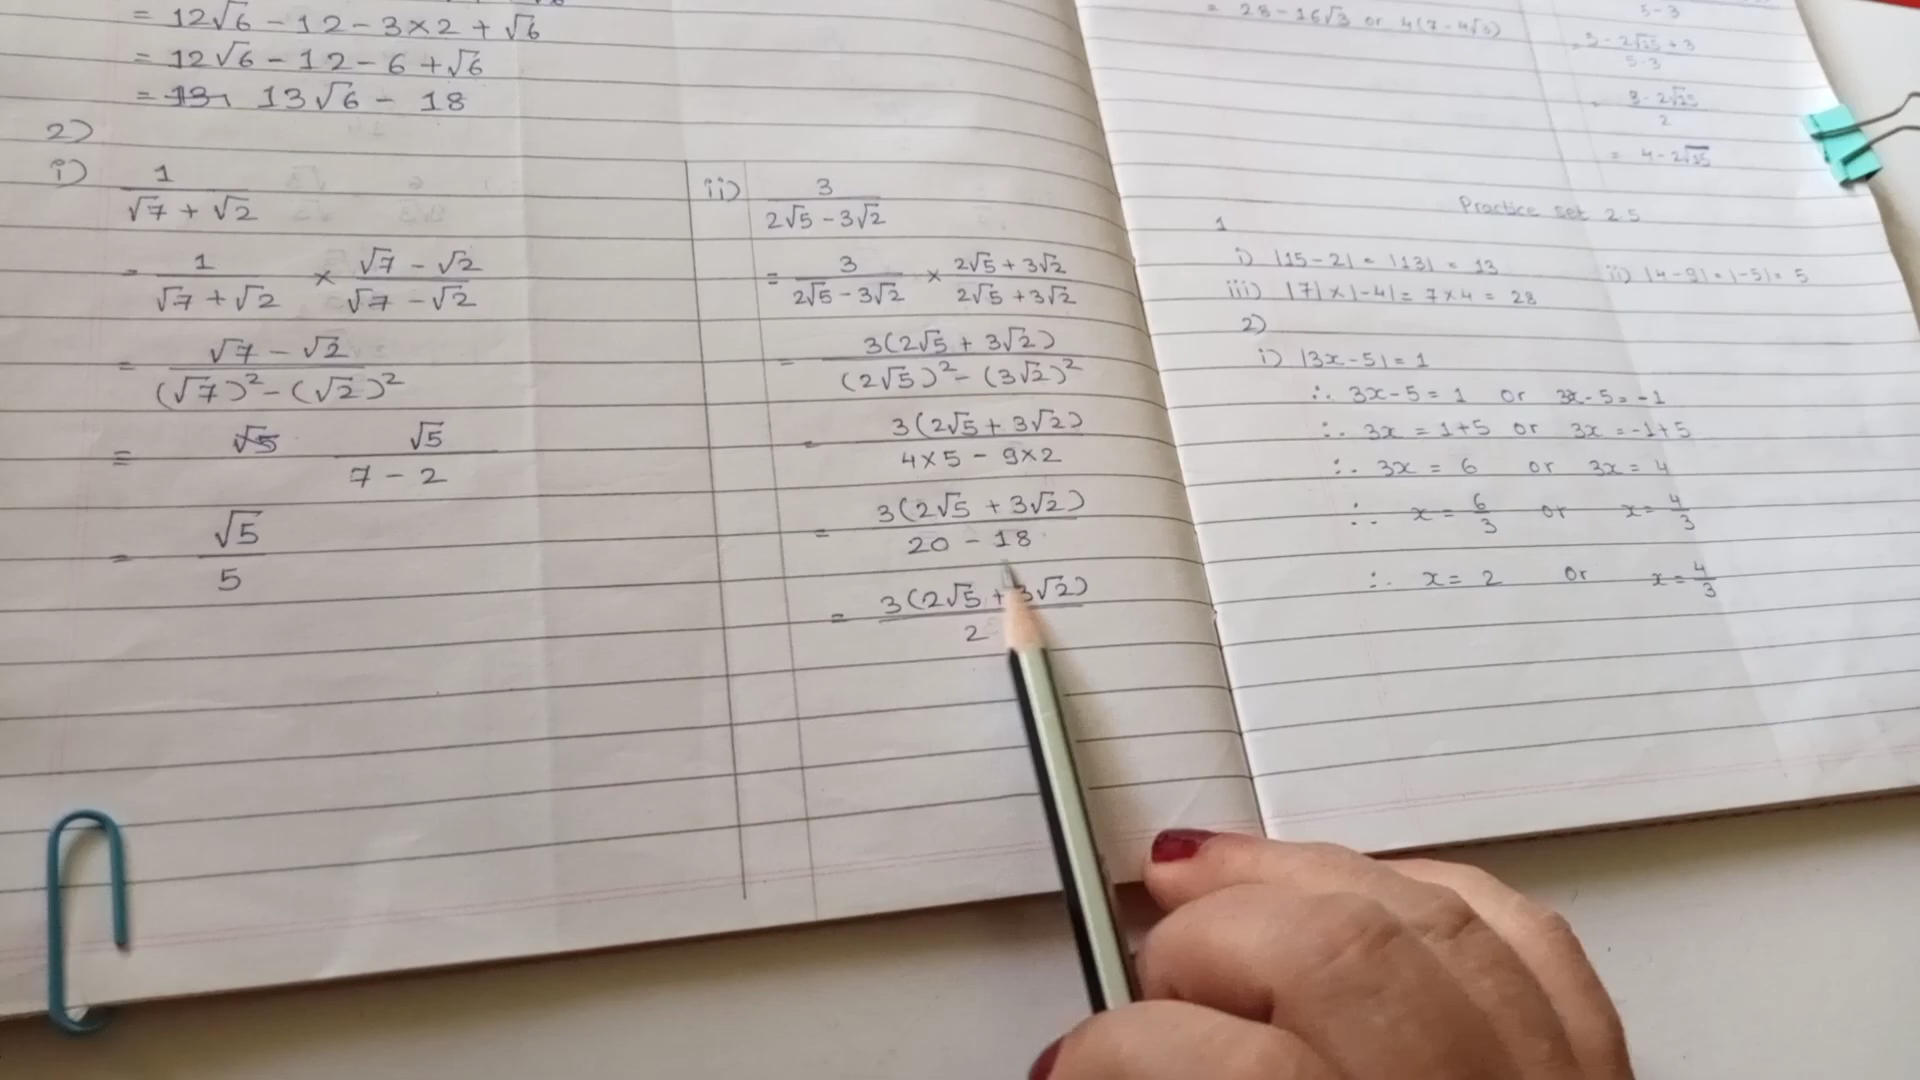 = 12√6 - 12 - 3×2 + √6
= 12√6 - 12 - 6 + √6
= 13√6 - 18
2)
i) 1 / (√7 + √2)
= 1 / (√7 + √2) × (√7 - √2) / (√7 - √2)
= (√7 - √2) / ((√7)² - (√2)²)
= √5 / (7 - 2)
= √5 / 5
ii) 3 / (2√5 - 3√2)
= 3 / (2√5 - 3√2) × (2√5 + 3√2) / (2√5 + 3√2)
= 3(2√5 + 3√2) / ((2√5)² - (3√2)²)
= 3(2√5 + 3√2) / (4×5 - 9×2)
= 3(2√5 + 3√2) / (20 - 18)
= 3(2√5 + 3√2) / 2
= 28 - 16√3 or 4(7 - 4√3)
5-3
= 4 - 2√15
Practice set 2.5
1
i) |15 - 2| = |13| = 13
ii) |4 - 9| = |-5| = 5
iii) |7| × |-4| = 7 × 4 = 28
2)
i) |3x - 5| = 1
∴ 3x - 5 = 1 or 3x - 5 = -1
∴ 3x = 1+5 or 3x = -1+5
∴ 3x = 6 or 3x = 4
∴ x = 6/3 or x = 4/3
∴ x = 2 or x = 4/3